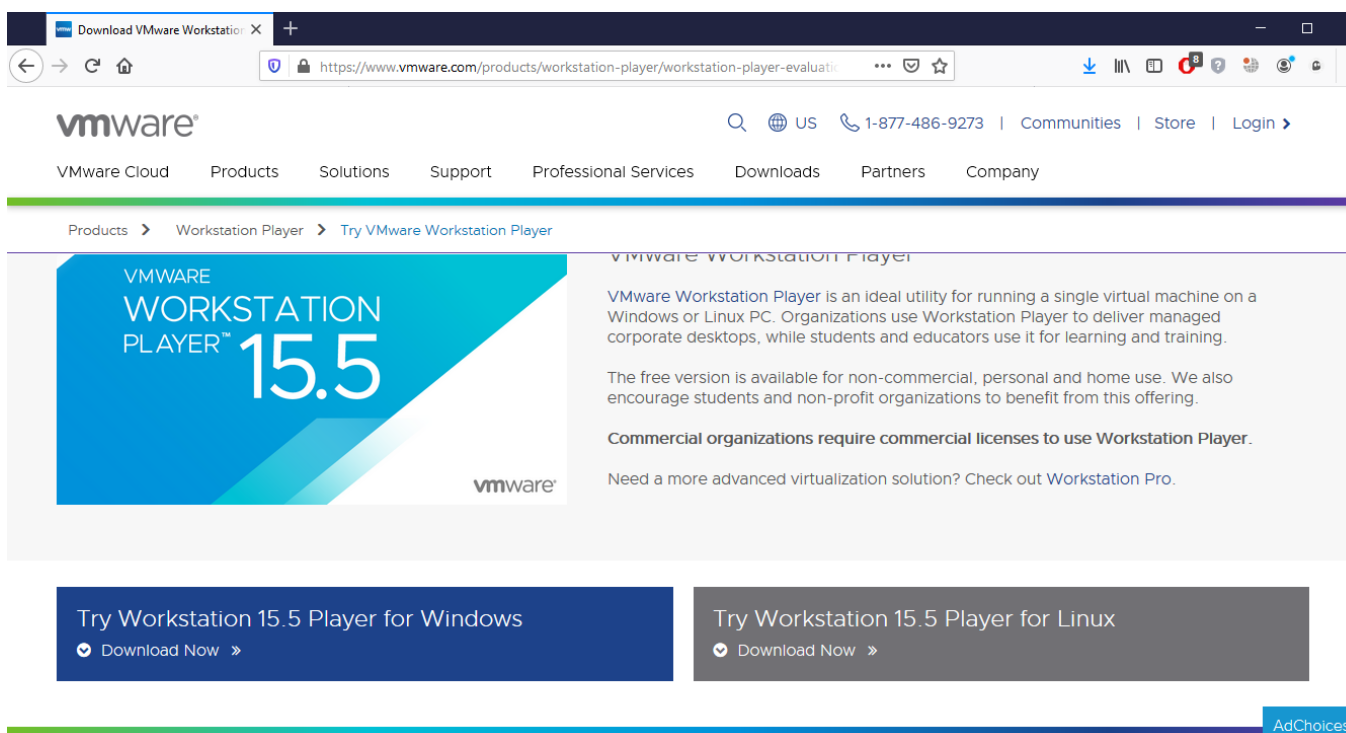 Download VMware Workstation
https://www.vmware.com/products/workstation-player/workstation-player-evaluatio
8
vmware®
US 1-877-486-9273 | Communities | Store | Login
VMware Cloud Products Solutions Support Professional Services Downloads Partners Company
Products Workstation Player Try VMware Workstation Player
VMWARE
WORKSTATION
PLAYER™ 15.5
vmware®
VMware Workstation Player
VMware Workstation Player is an ideal utility for running a single virtual machine on a
Windows or Linux PC. Organizations use Workstation Player to deliver managed
corporate desktops, while students and educators use it for learning and training.
The free version is available for non-commercial, personal and home use. We also
encourage students and non-profit organizations to benefit from this offering.
Commercial organizations require commercial licenses to use Workstation Player.
Need a more advanced virtualization solution? Check out Workstation Pro.
Try Workstation 15.5 Player for Windows
Download Now »
Try Workstation 15.5 Player for Linux
Download Now »
AdChoices